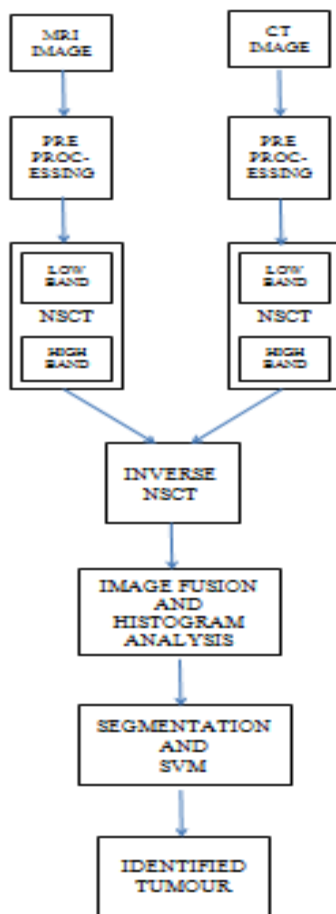 MRI
IMAGE
CT
IMAGE
PRE
PROC-
ESSING
PRE
PROC-
ESSING
LOW
BAND
NSCT
HIGH
BAND
LOW
BAND
NSCT
HIGH
BAND
INVERSE
NSCT
IMAGE FUSION
AND
HISTOGRAM
ANALYSIS
SEGMENTATION
AND
SVM
IDENTIFIED
TUMOUR